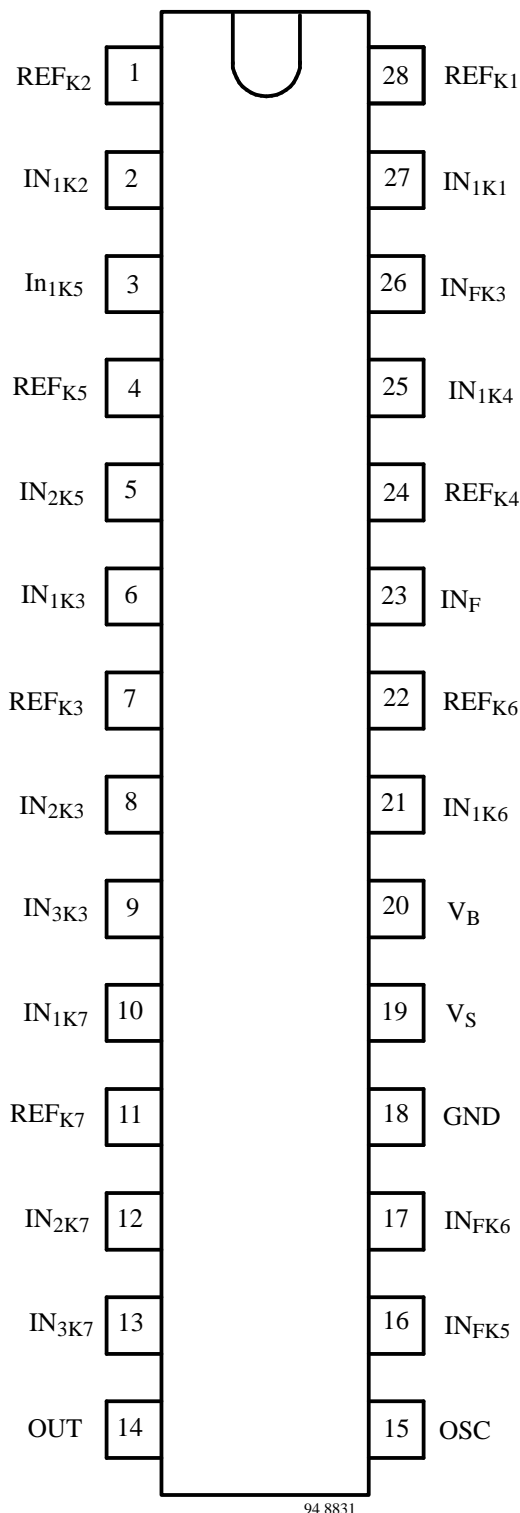 REFK2 1 28 REFK1
IN1K2 2 27 IN1K1
In1K5 3 26 INFK3
REFK5 4 25 IN1K4
IN2K5 5 24 REFK4
IN1K3 6 23 INF
REFK3 7 22 REFK6
IN2K3 8 21 IN1K6
IN3K3 9 20 VB
IN1K7 10 19 VS
REFK7 11 18 GND
IN2K7 12 17 INFK6
IN3K7 13 16 INFK5
OUT 14 15 OSC
94 8831